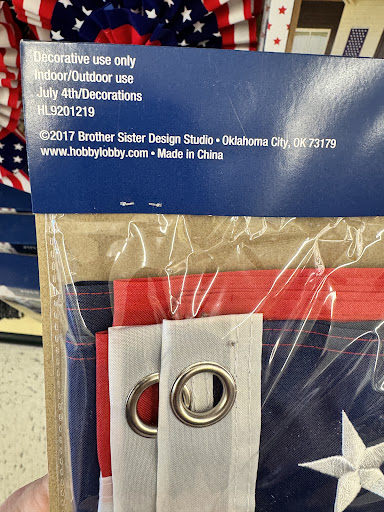 Decorative use only
Indoor/Outdoor use
July 4th/Decorations
HL9201219
©2017 Brother Sister Design Studio • Oklahoma City, OK 73179
www.hobbylobby.com • Made in China